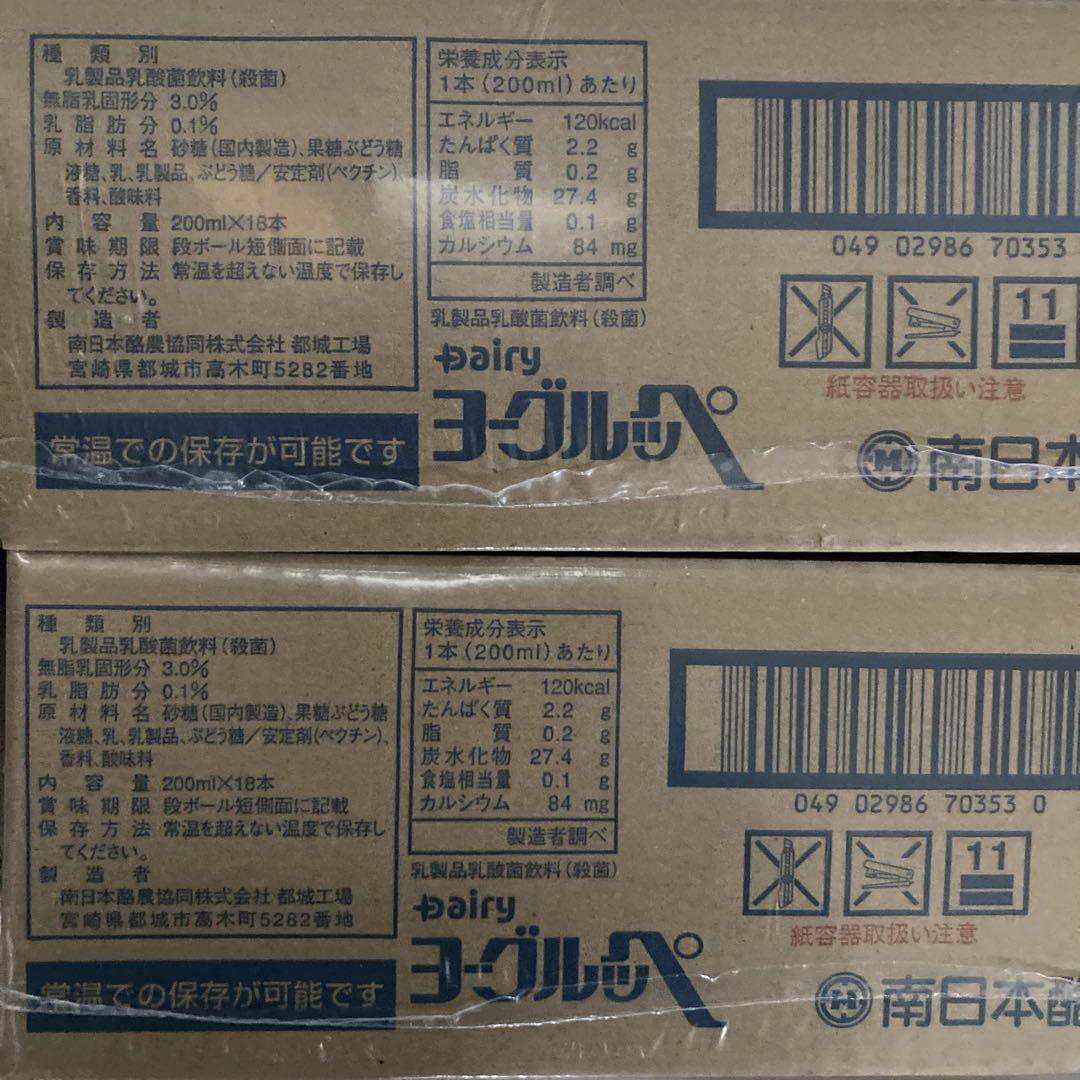 種類別
乳製品乳酸菌飲料(殺菌)
無脂乳固形分 3.0%
乳脂肪分 0.1%
原材料名 砂糖(国内製造)、果糖ぶどう糖
液糖、乳、乳製品、ぶどう糖/安定剤(ペクチン)、
香料、酸味料
内容量 200ml×18本
賞味期限 段ボール短側面に記載
保存方法 常温を超えない温度で保存し
てください。
製造者
南日本酪農協同株式会社 都城工場
宮崎県都城市高木町5282番地
常温での保存が可能です
栄養成分表示
1本(200ml)あたり
エネルギー 120kcal
たんぱく質 2.2 g
脂質 0.2 g
炭水化物 27.4 g
食塩相当量 0.1 g
カルシウム 84 mg
製造者調べ
乳製品乳酸菌飲料(殺菌)
Dairy
ヨーグルッペ
049 02986 70353
11
紙容器取扱い注意
南日本
種類別
乳製品乳酸菌飲料(殺菌)
無脂乳固形分 3.0%
乳脂肪分 0.1%
原材料名 砂糖(国内製造)、果糖ぶどう糖
液糖、乳、乳製品、ぶどう糖/安定剤(ペクチン)、
香料、酸味料
内容量 200ml×18本
賞味期限 段ボール短側面に記載
保存方法 常温を超えない温度で保存し
てください。
製造者
南日本酪農協同株式会社 都城工場
宮崎県都城市高木町5282番地
常温での保存が可能です
栄養成分表示
1本(200ml)あたり
エネルギー 120kcal
たんぱく質 2.2 g
脂質 0.2 g
炭水化物 27.4 g
食塩相当量 0.1 g
カルシウム 84 mg
製造者調べ
乳製品乳酸菌飲料(殺菌)
Dairy
ヨーグルッペ
049 02986 70353 0
11
紙容器取扱い注意
南日本酪